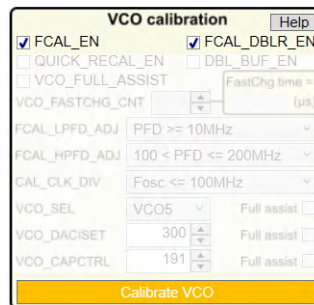 VCO calibration Help
FCAL_EN FCAL_DBLR_EN
QUICK_RECAL_EN DBL_BUF_EN
VCO_FULL_ASSIST FastChg time =
VCO_FASTCHG_CNT (µs)
FCAL_LPFD_ADJ PFD >= 10MHz
FCAL_HPFD_ADJ 100 < PFD <= 200MHz
CAL_CLK_DIV Fosc <= 100MHz
VCO_SEL VCO5 Full assist
VCO_DACISET 300 Full assist
VCO_CAPCTRL 191 Full assist
Calibrate VCO